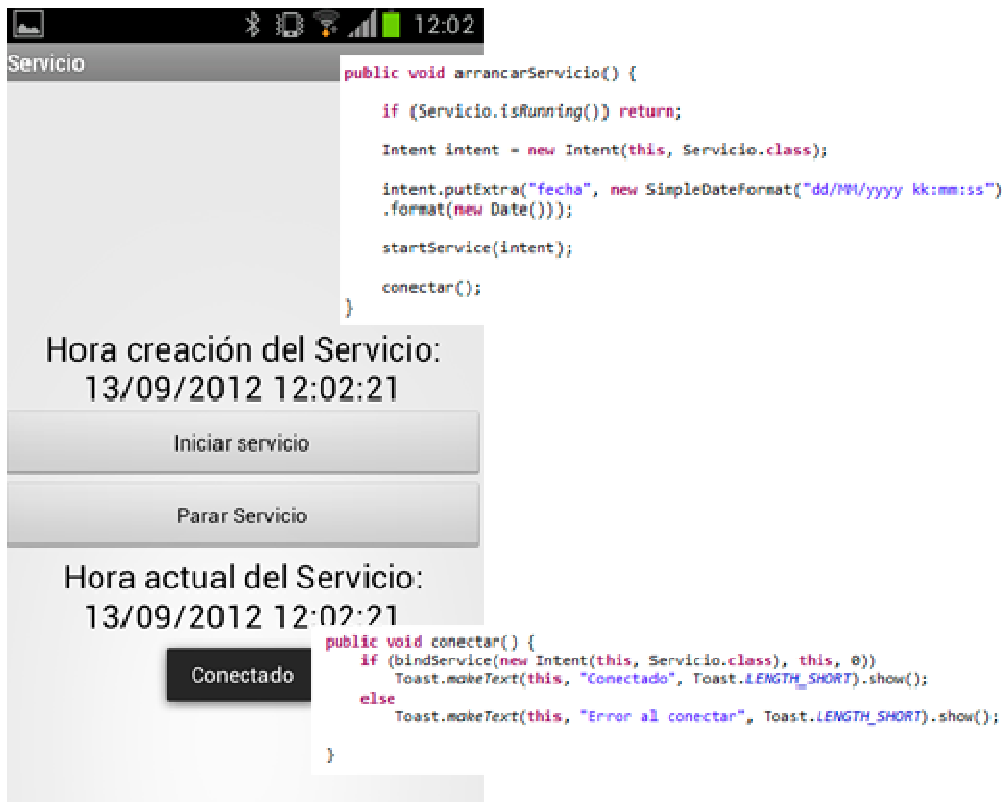 12:02
Servicio
public void arrancarServicio() {
if (Servicio.isRunning()) return;
Intent intent = new Intent(this, Servicio.class);
intent.putExtra("fecha", new SimpleDateFormat("dd/MM/yyyy kk:mm:ss")
.format(new Date()));
startService(intent);
conectar();
}
Hora creación del Servicio:
13/09/2012 12:02:21
Iniciar servicio
Parar Servicio
Hora actual del Servicio:
13/09/2012 12:02:21
Conectado
public void conectar() {
if (bindService(new Intent(this, Servicio.class), this, 0))
Toast.makeText(this, "Conectado", Toast.LENGTH_SHORT).show();
else
Toast.makeText(this, "Error al conectar", Toast.LENGTH_SHORT).show();
}